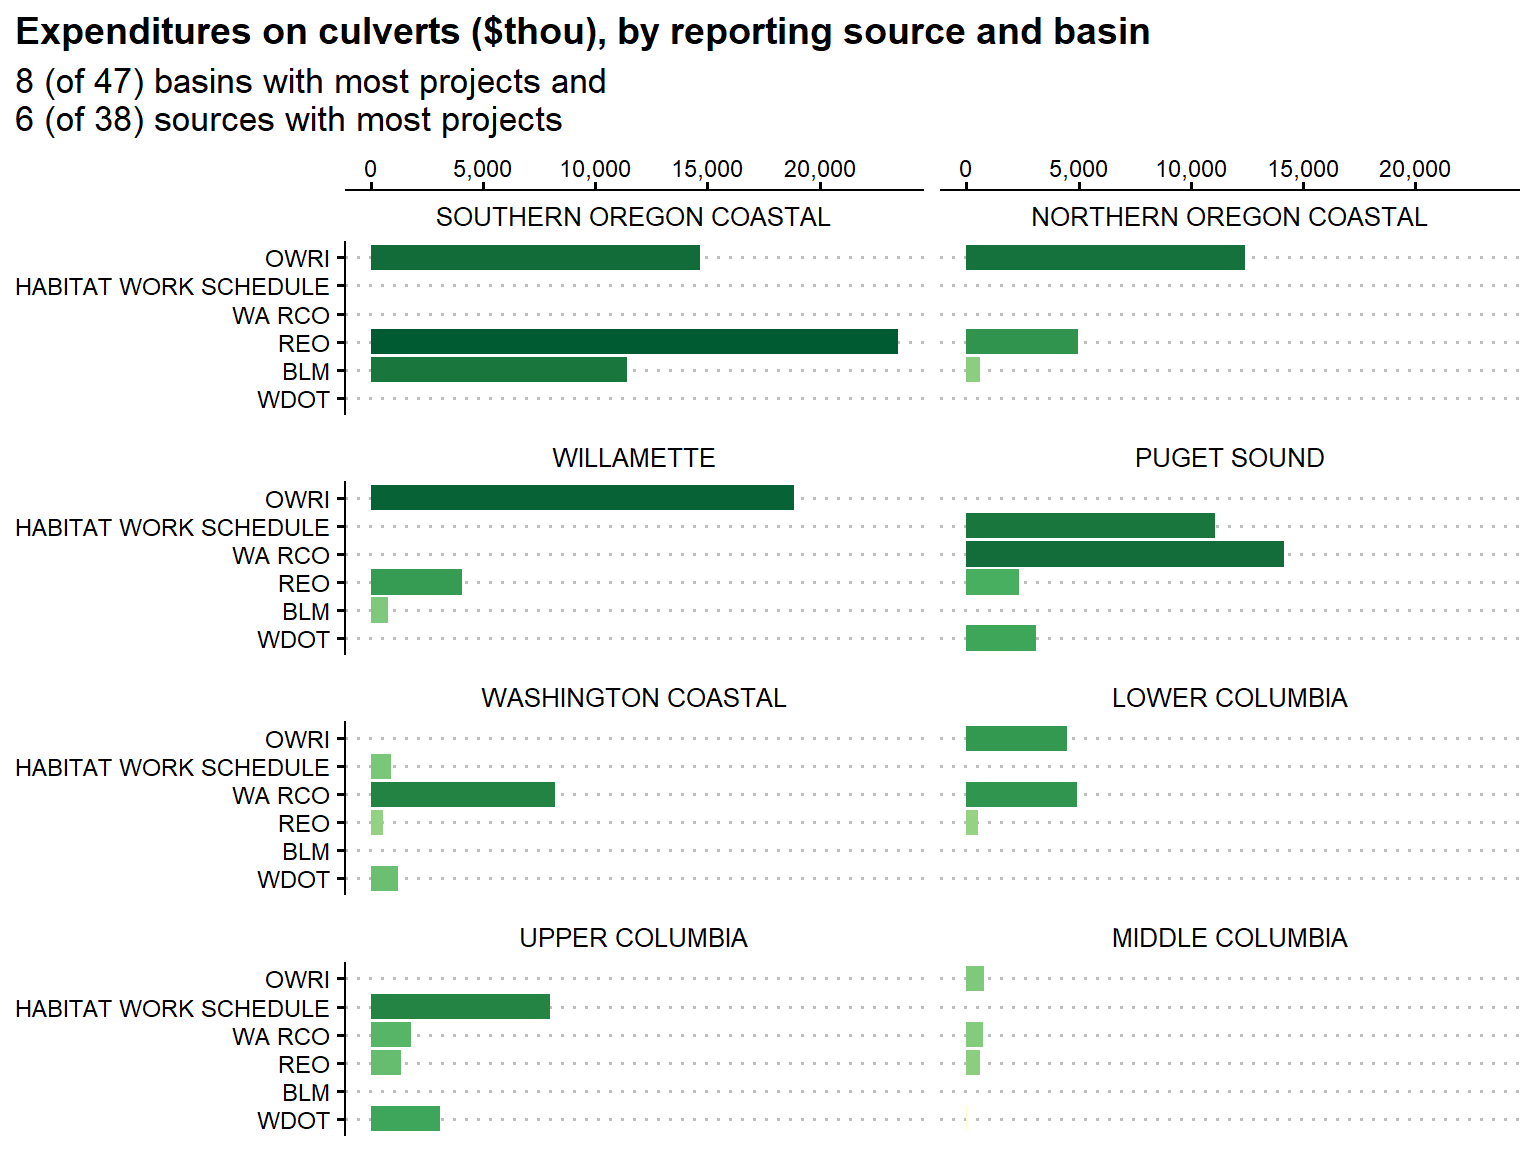 Expenditures on culverts ($thou), by reporting source and basin
8 (of 47) basins with most projects and
6 (of 38) sources with most projects
0 5,000 10,000 15,000 20,000 0 5,000 10,000 15,000 20,000
SOUTHERN OREGON COASTAL NORTHERN OREGON COASTAL
OWRI
HABITAT WORK SCHEDULE
WA RCO
REO
BLM
WDOT
WILLAMETTE PUGET SOUND
OWRI
HABITAT WORK SCHEDULE
WA RCO
REO
BLM
WDOT
WASHINGTON COASTAL LOWER COLUMBIA
OWRI
HABITAT WORK SCHEDULE
WA RCO
REO
BLM
WDOT
UPPER COLUMBIA MIDDLE COLUMBIA
OWRI
HABITAT WORK SCHEDULE
WA RCO
REO
BLM
WDOT